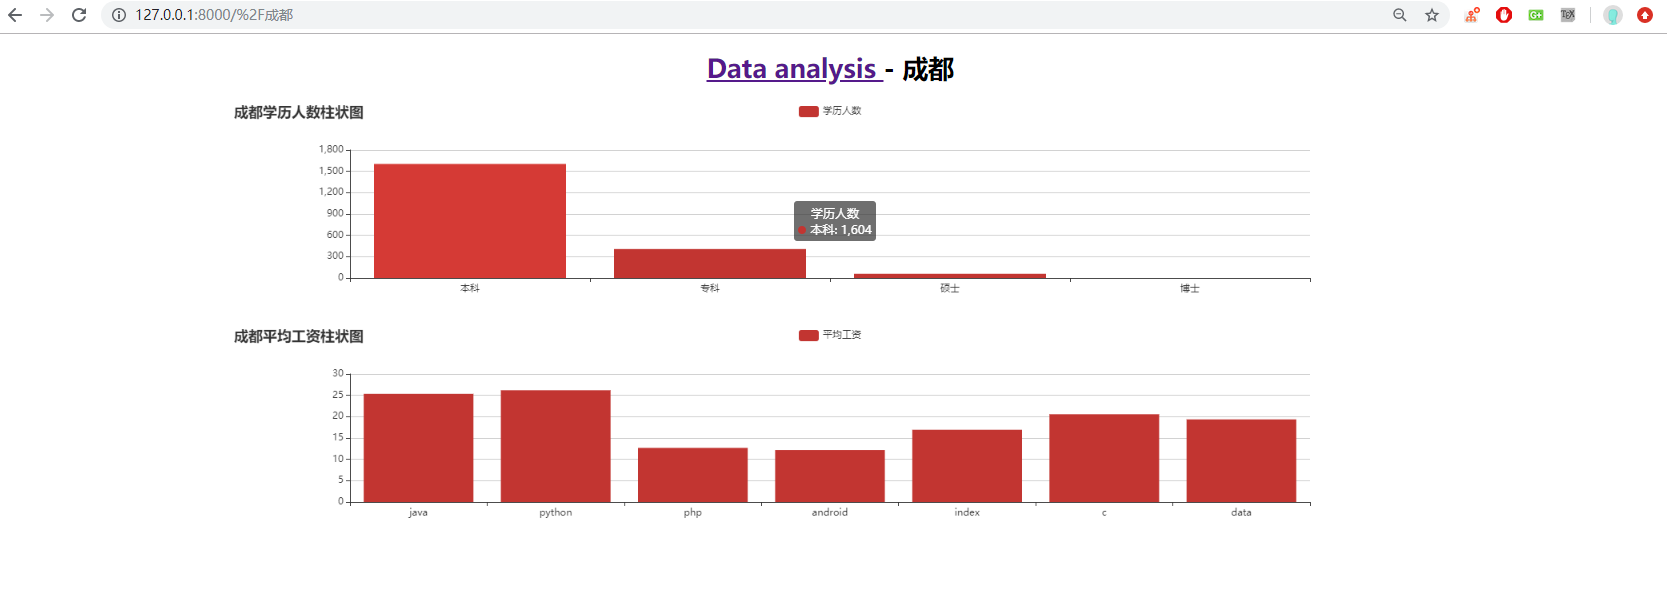 127.0.0.1:8000/%2F成都
Data analysis - 成都
成都学历人数柱状图
学历人数
1,800
1,500
1,200
900
600
300
0
学历人数
本科: 1,604
本科 专科 硕士 博士
成都平均工资柱状图
平均工资
30
25
20
15
10
5
0
java python php android index c data